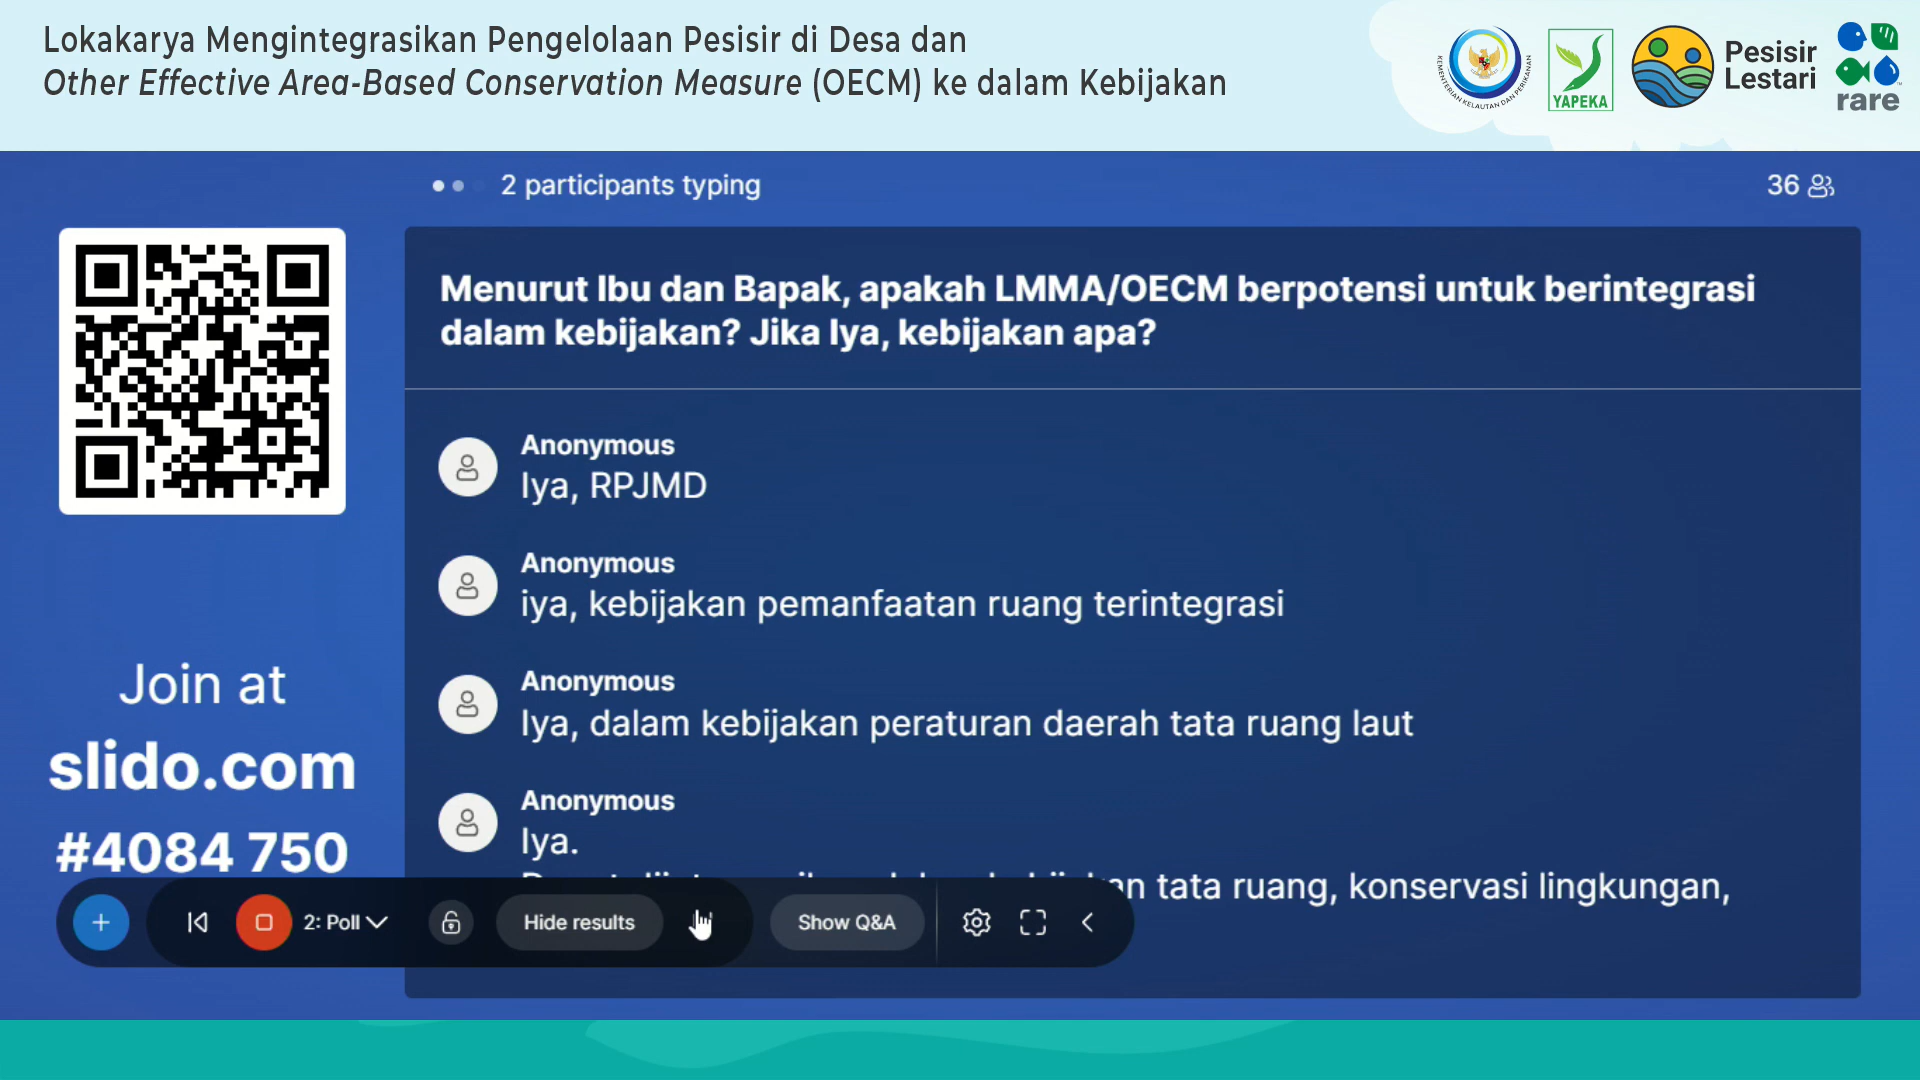 Lokakarya Mengintegrasikan Pengelolaan Pesisir di Desa dan
Other Effective Area-Based Conservation Measure (OECM) ke dalam Kebijakan
KEMENTERIAN KELAUTAN DAN PERIKANAN
YAPEKA
Pesisir
Lestari
rare
2 participants typing
36
Menurut Ibu dan Bapak, apakah LMMA/OECM berpotensi untuk berintegrasi
dalam kebijakan? Jika Iya, kebijakan apa?
Anonymous
Iya, RPJMD
Anonymous
iya, kebijakan pemanfaatan ruang terintegrasi
Anonymous
Iya, dalam kebijakan peraturan daerah tata ruang laut
Anonymous
Iya.
tata ruang, konservasi lingkungan,
Join at
slido.com
#4084 750
2: Poll
Hide results
Show Q&A